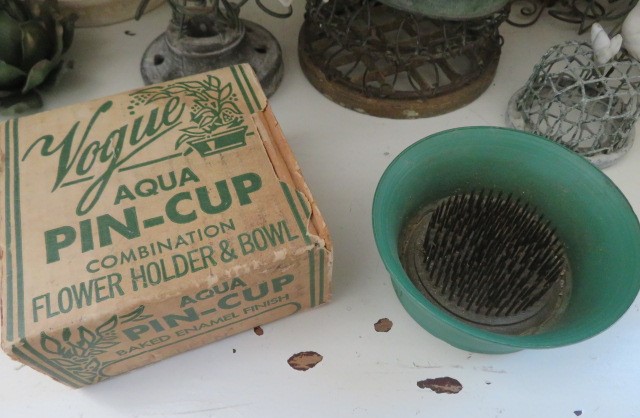 Vogue
AQUA
PIN-CUP
COMBINATION
FLOWER HOLDER & BOWL
AQUA
PIN-CUP
BAKED ENAMEL FINISH